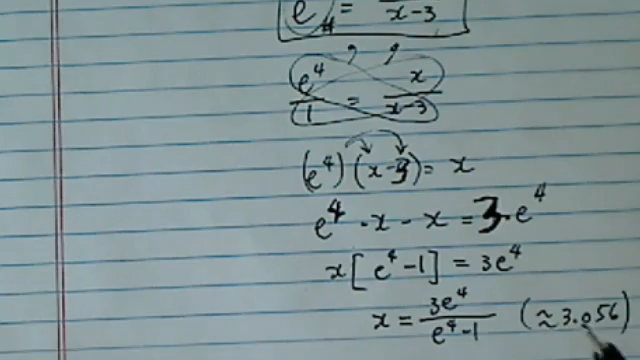 e^4 = x/(x-3)
e^4/1 = x/(x-3)
(e^4)(x-3) = x
e^4 · x - x = 3·e^4
x[e^4 - 1] = 3e^4
x = 3e^4/(e^4-1) (≈3.056)